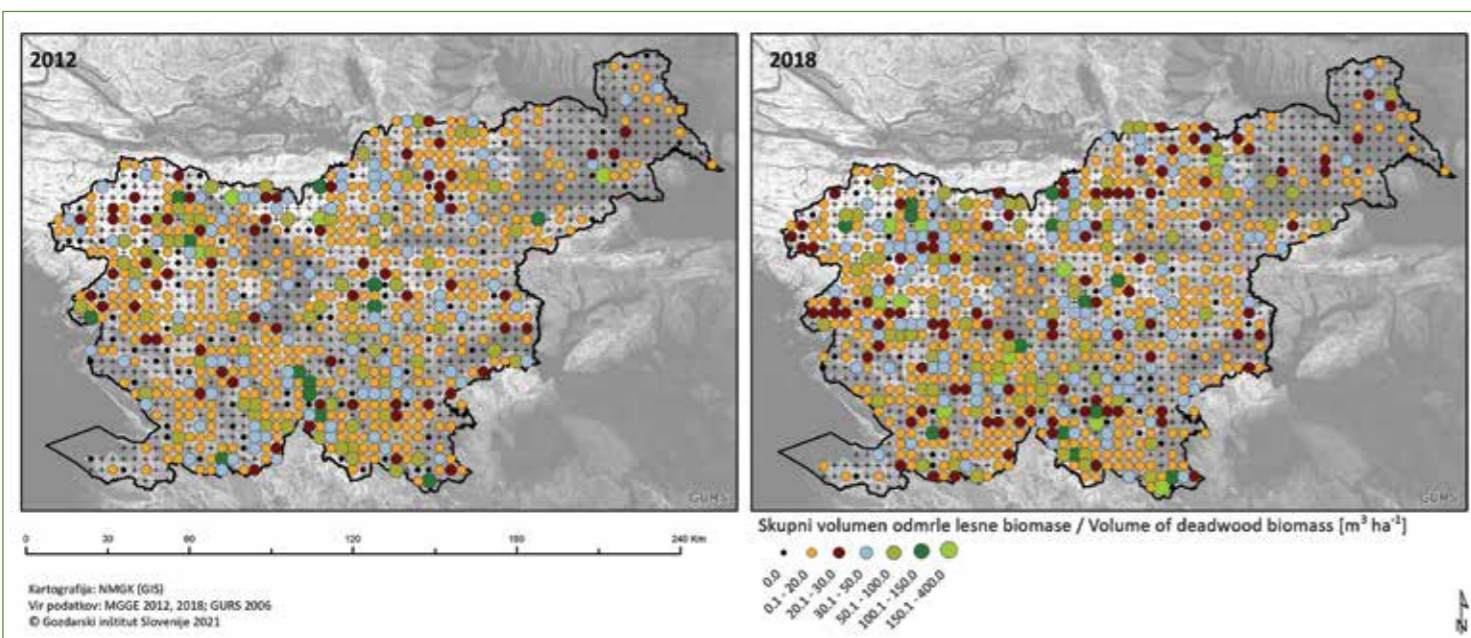 2012
2018
GURS
GURS
Skupni volumen odmrle lesne biomase / Volume of deadwood biomass [m³ ha⁻¹]
0 30 60 120 180 240 Km
0.0
0.1 - 20.0
20.1 - 30.0
30.1 - 50.0
50.1 - 100.0
100.1 - 150.0
150.1 - 400.0
Kartografija: NMGK (GIS)
Vir podatkov: MGGE 2012, 2018; GURS 2006
© Gozdarski inštitut Slovenije 2021
N